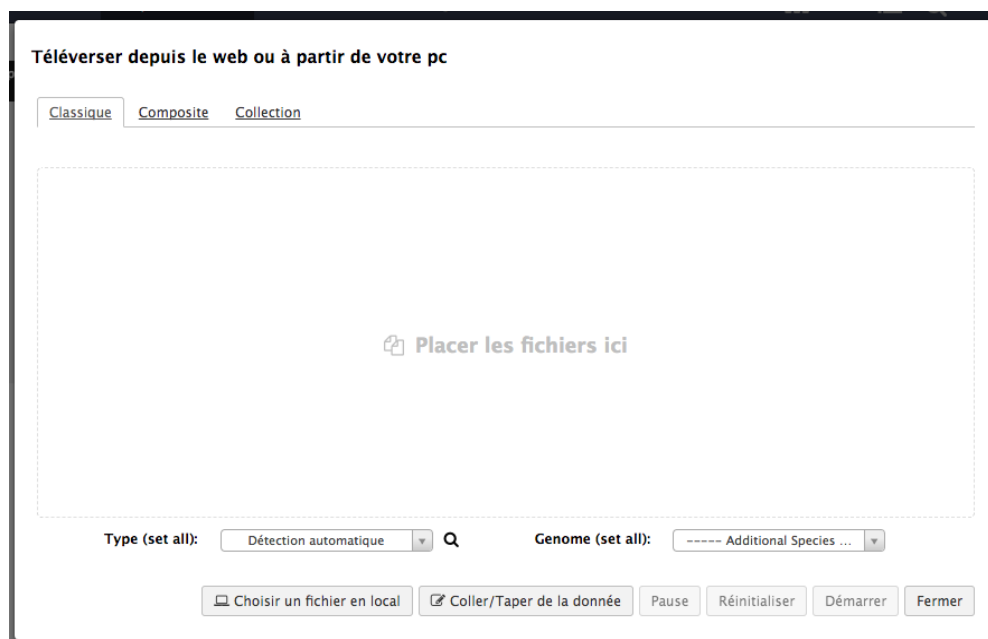 Téléverser depuis le web ou à partir de votre pc
Classique Composite Collection
Placer les fichiers ici
Type (set all): Détection automatique Genome (set all): ----- Additional Species ...
Choisir un fichier en local Coller/Taper de la donnée Pause Réinitialiser Démarrer Fermer